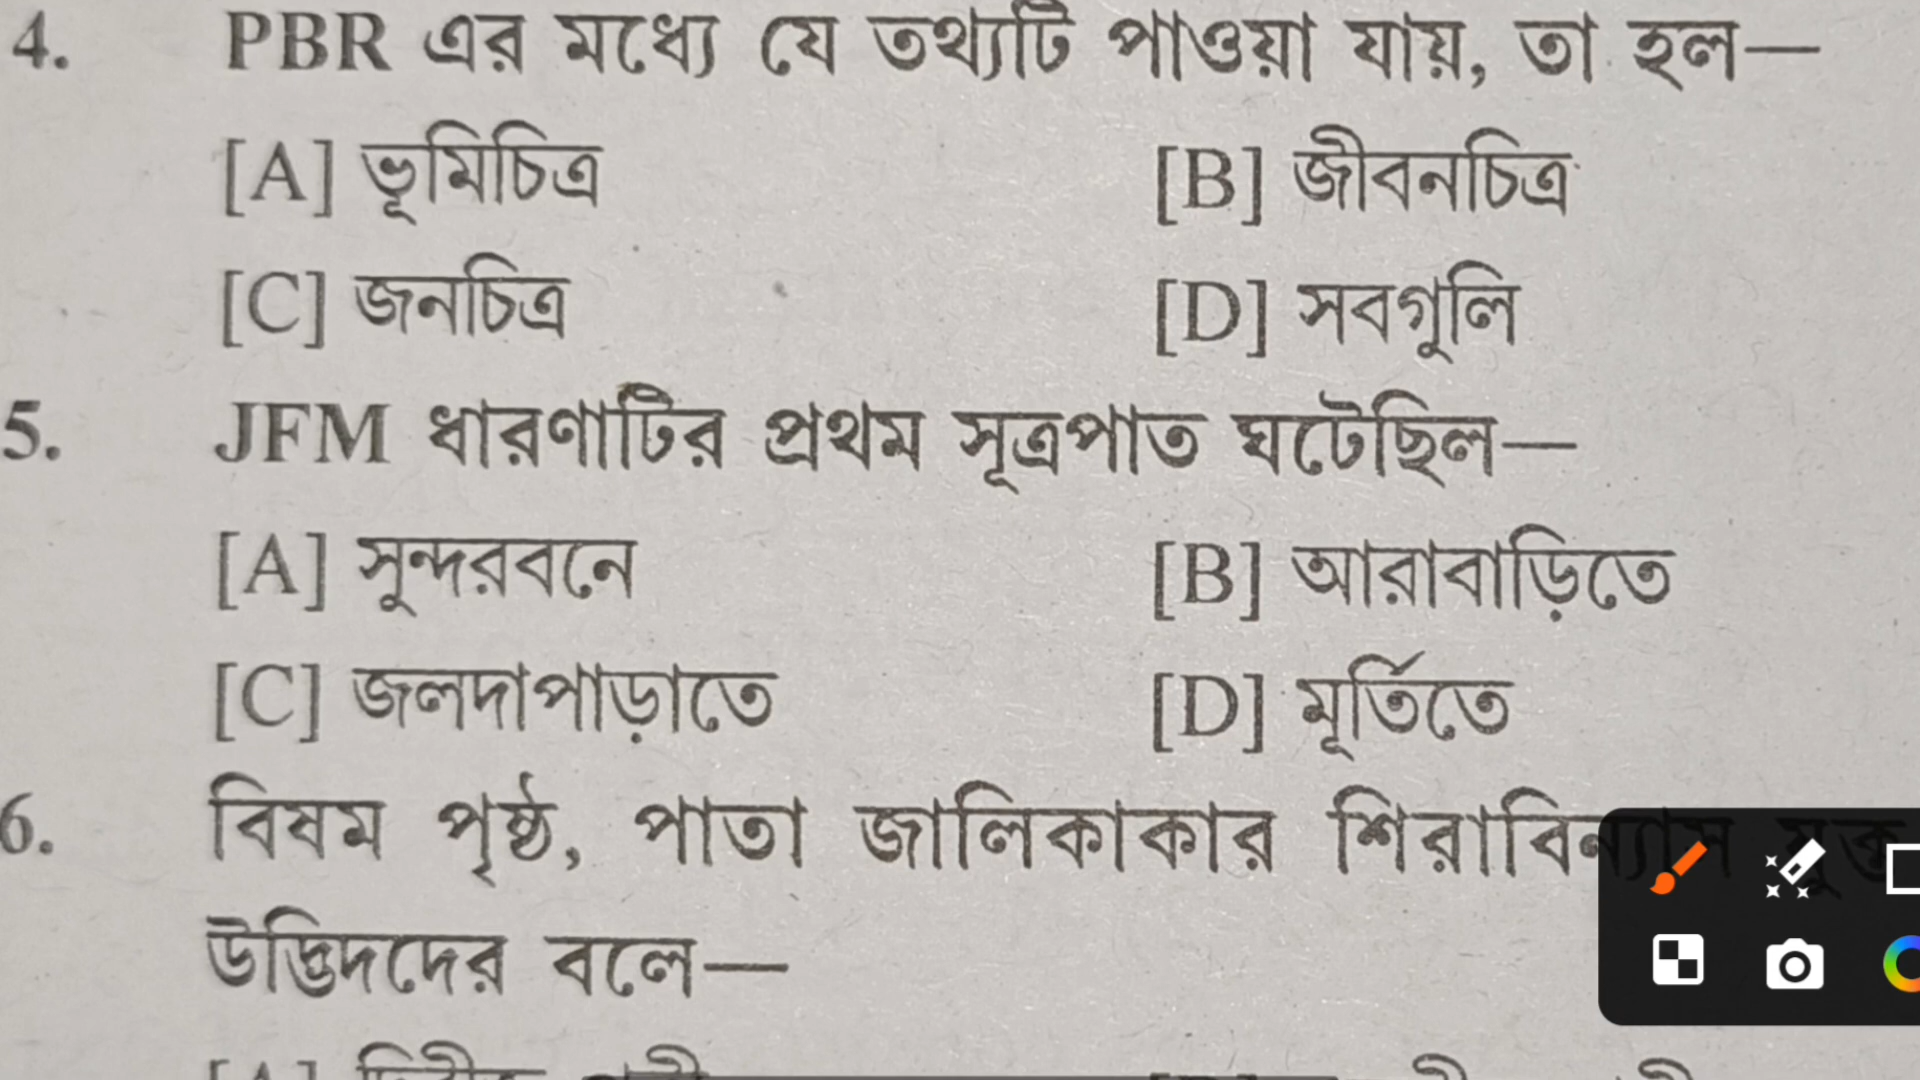 4. PBR এর মধ্যে যে তথ্যটি পাওয়া যায়, তা হল—
[A] ভূমিচিত্র [B] জীবনচিত্র
[C] জনচিত্র [D] সবগুলি
5. JFM ধারণাটির প্রথম সূত্রপাত ঘটেছিল—
[A] সুন্দরবনে [B] আরাবাড়িতে
[C] জলদাপাড়াতে [D] মূর্তিতে
6. বিষম পৃষ্ঠ, পাতা জালিকাকার শিরাবিন্যাস যুক্ত
উদ্ভিদদের বলে—